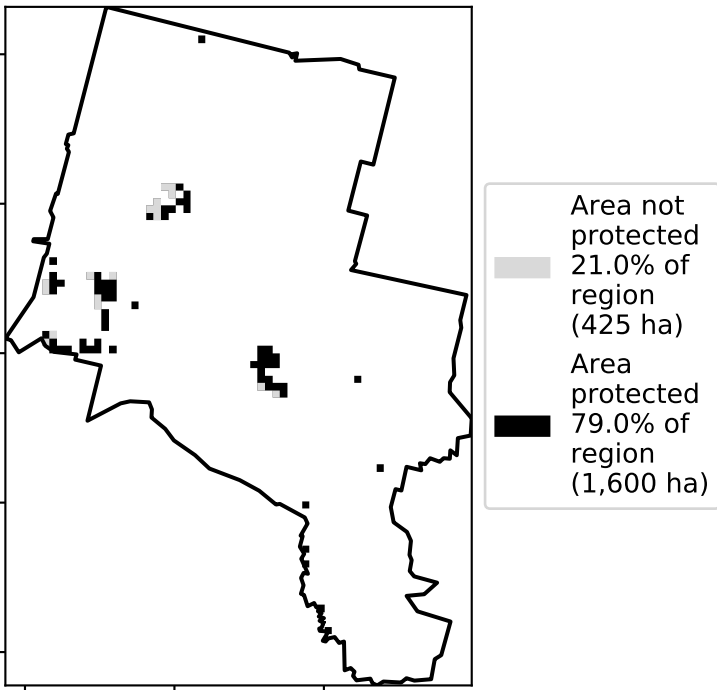 Area not
protected
21.0% of
region
(425 ha)
Area
protected
79.0% of
region
(1,600 ha)